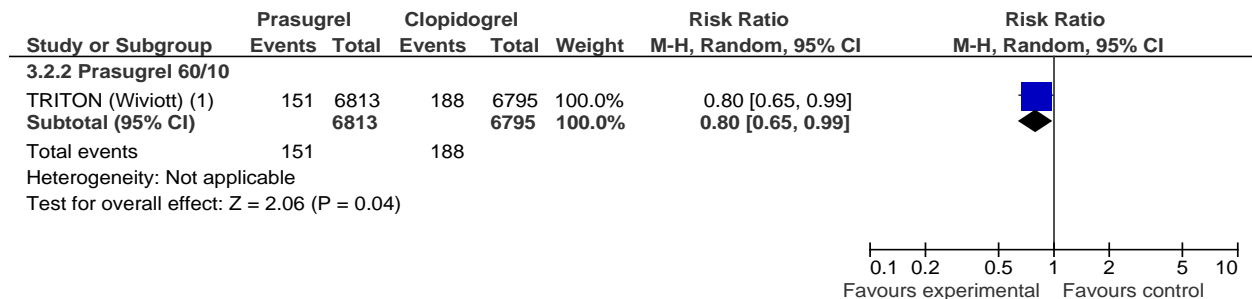 Prasugrel Clopidogrel Risk Ratio Risk Ratio
Study or Subgroup Events Total Events Total Weight M-H, Random, 95% CI M-H, Random, 95% CI
3.2.2 Prasugrel 60/10
TRITON (Wiviott) (1) 151 6813 188 6795 100.0% 0.80 [0.65, 0.99]
Subtotal (95% CI) 6813 6795 100.0% 0.80 [0.65, 0.99]
Total events 151 188
Heterogeneity: Not applicable
Test for overall effect: Z = 2.06 (P = 0.04)
0.1 0.2 0.5 1 2 5 10
Favours experimental Favours control